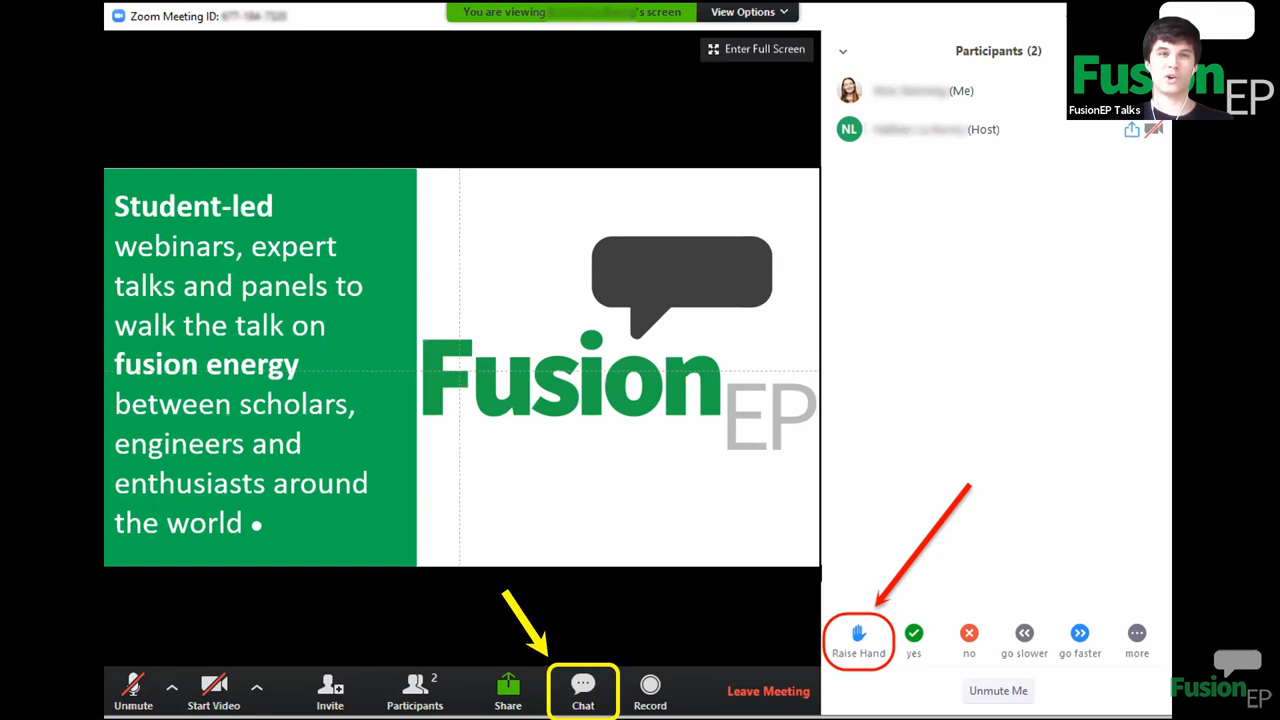 Zoom Meeting ID:
You are viewing 's screen
View Options
Enter Full Screen
Participants (2)
(Me)
NL
(Host)
Fusion
EP
FusionEP Talks
Student-led
webinars, expert
talks and panels to
walk the talk on
fusion energy
between scholars,
engineers and
enthusiasts around
the world •
Fusion
EP
Raise Hand
yes
no
go slower
go faster
more
Unmute Me
Unmute
Start Video
Invite
Participants
2
Share
Chat
Record
Leave Meeting
Fusion
EP